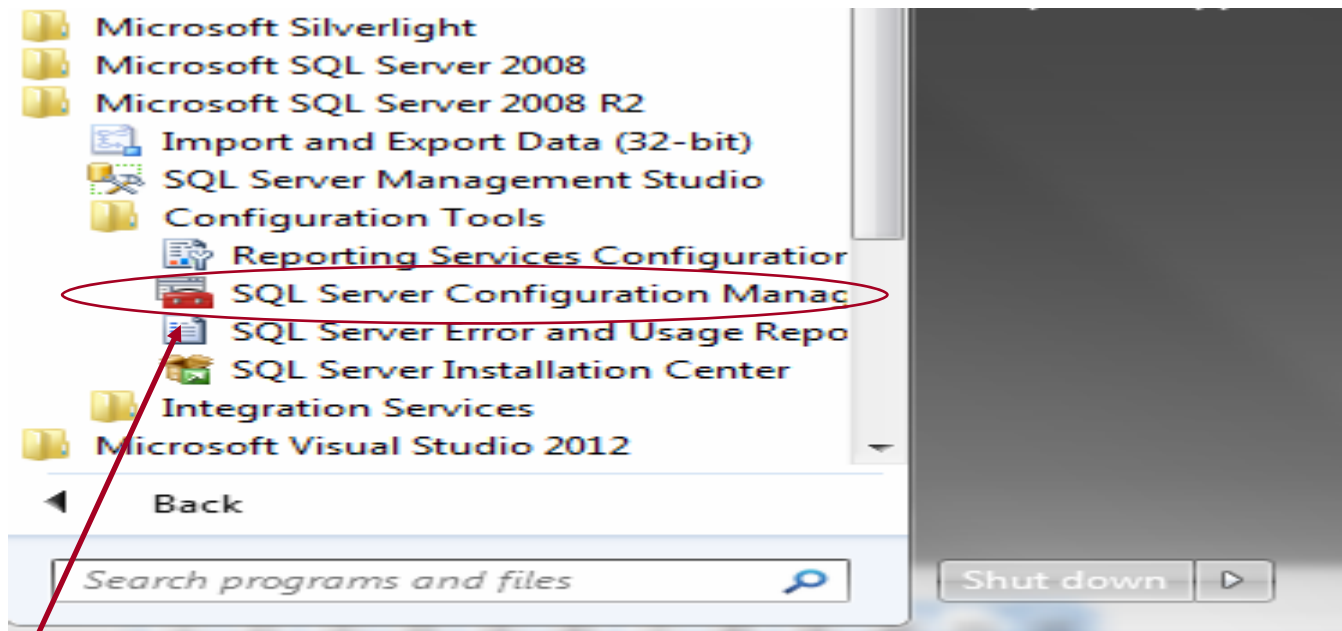 Microsoft Silverlight
Microsoft SQL Server 2008
Microsoft SQL Server 2008 R2
Import and Export Data (32-bit)
SQL Server Management Studio
Configuration Tools
Reporting Services Configuration
SQL Server Configuration Manag
SQL Server Error and Usage Repo
SQL Server Installation Center
Integration Services
Microsoft Visual Studio 2012
Back
Search programs and files
Shut down